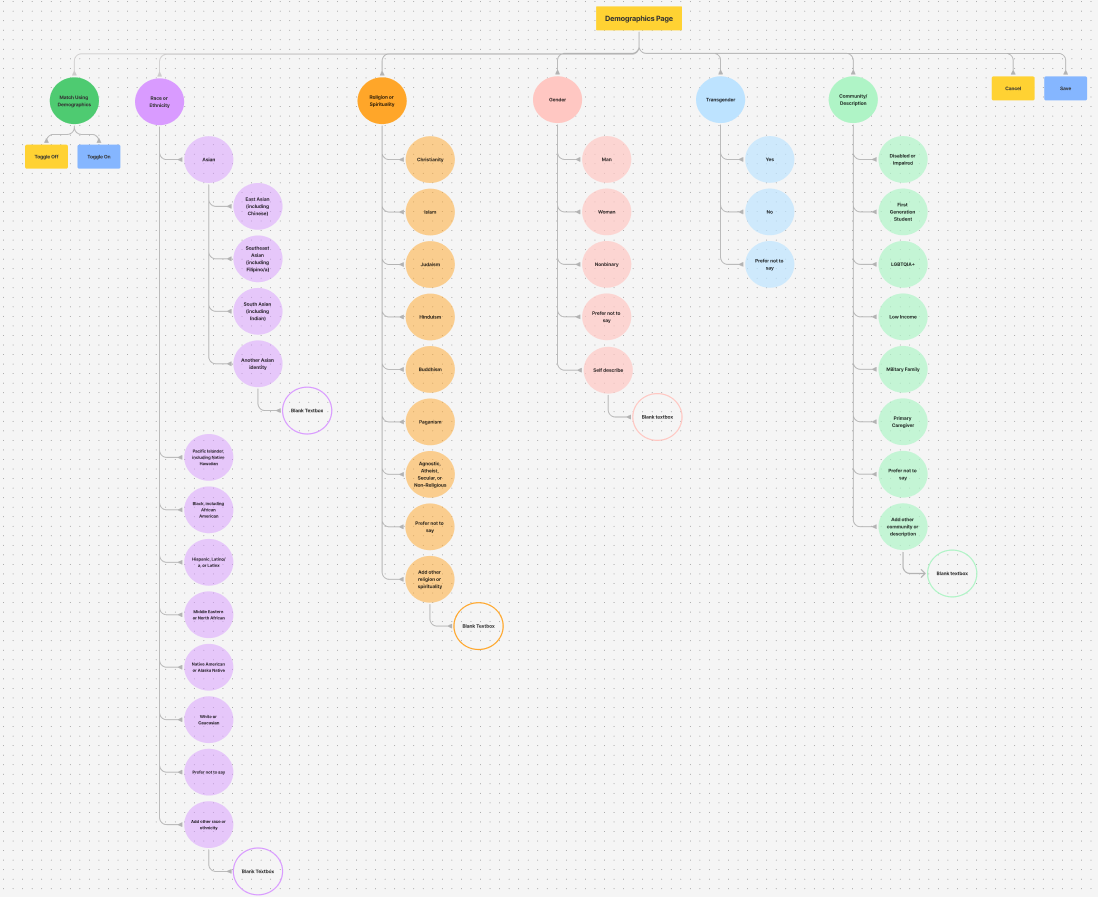 Demographics Page
Match Using
Demographics
Toggle Off
Toggle On
Race or
Ethnicity
Asian
East Asian
(including
Chinese)
Southeast
Asian
(including
Filipino/a)
South Asian
(including
Indian)
Another Asian
identity
Blank Textbox
Pacific Islander,
including Native
Hawaiian
Black, including
African
American
Hispanic, Latino/
a, or Latinx
Middle Eastern
or North African
Native American
or Alaska Native
White or
Caucasian
Prefer not to say
Add other race or
ethnicity
Blank Textbox
Religion or
Spirituality
Christianity
Islam
Judaism
Hinduism
Buddhism
Paganism
Agnostic,
Atheist,
Secular, or
Non-Religious
Prefer not to
say
Add other
religion or
spirituality
Blank Textbox
Gender
Man
Woman
Nonbinary
Prefer not to
say
Self describe
Blank textbox
Transgender
Yes
No
Prefer not to
say
Community/
Description
Disabled or
Impaired
First
Generation
Student
LGBTQIA+
Low Income
Military Family
Primary
Caregiver
Prefer not to
say
Add other
community or
description
Blank textbox
Cancel
Save